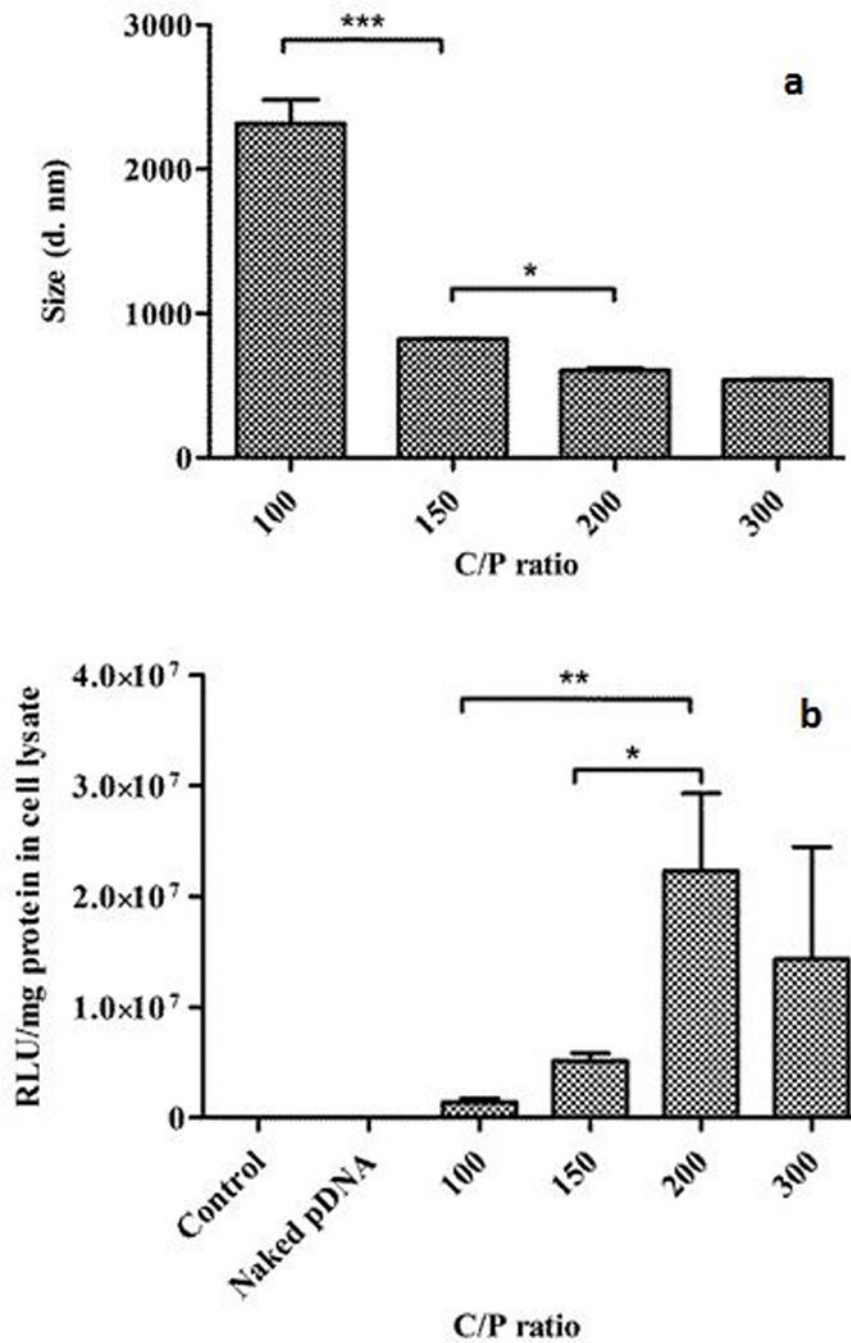 3000
***
a
2000
Size (d. nm)
*
1000
0
100
150
200
300
C/P ratio
4.0×10⁷
**
b
*
3.0×10⁷
RLU/mg protein in cell lysate
2.0×10⁷
1.0×10⁷
0
Control
Naked pDNA
100
150
200
300
C/P ratio